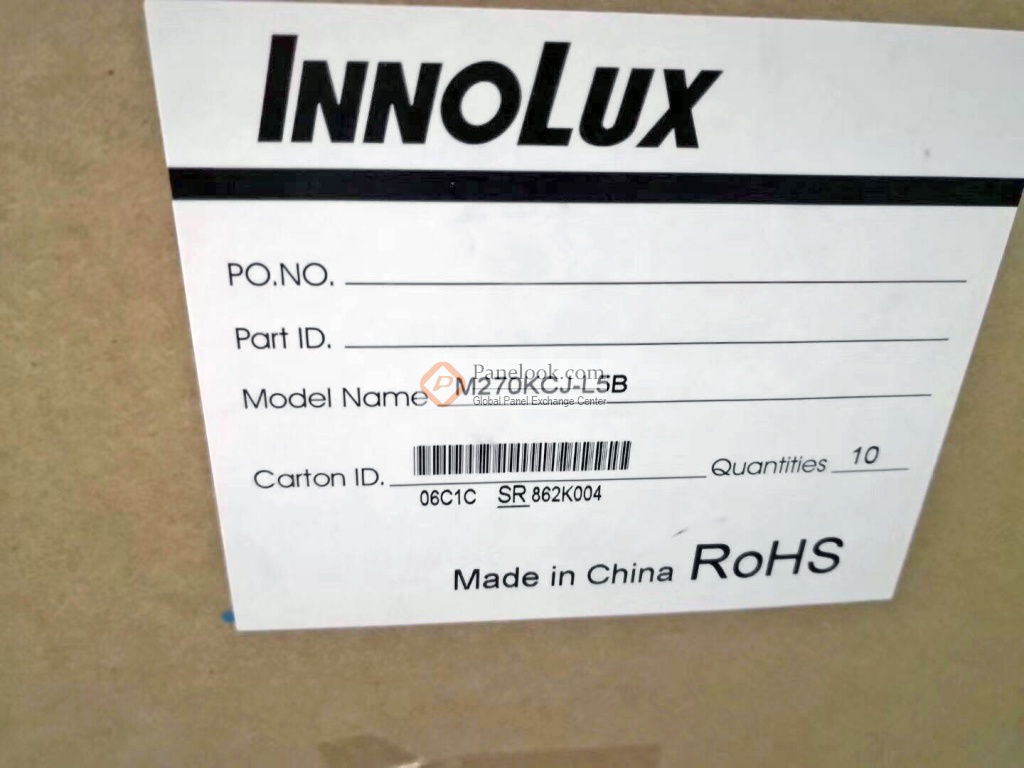 INNOLUX
PO.NO.
Part ID.
Panelook.com
Model Name M270KCJ-L5B
Global Panel Exchange Center
Carton ID. Quantities 10
06C1C SR 862K004
Made in China RoHS